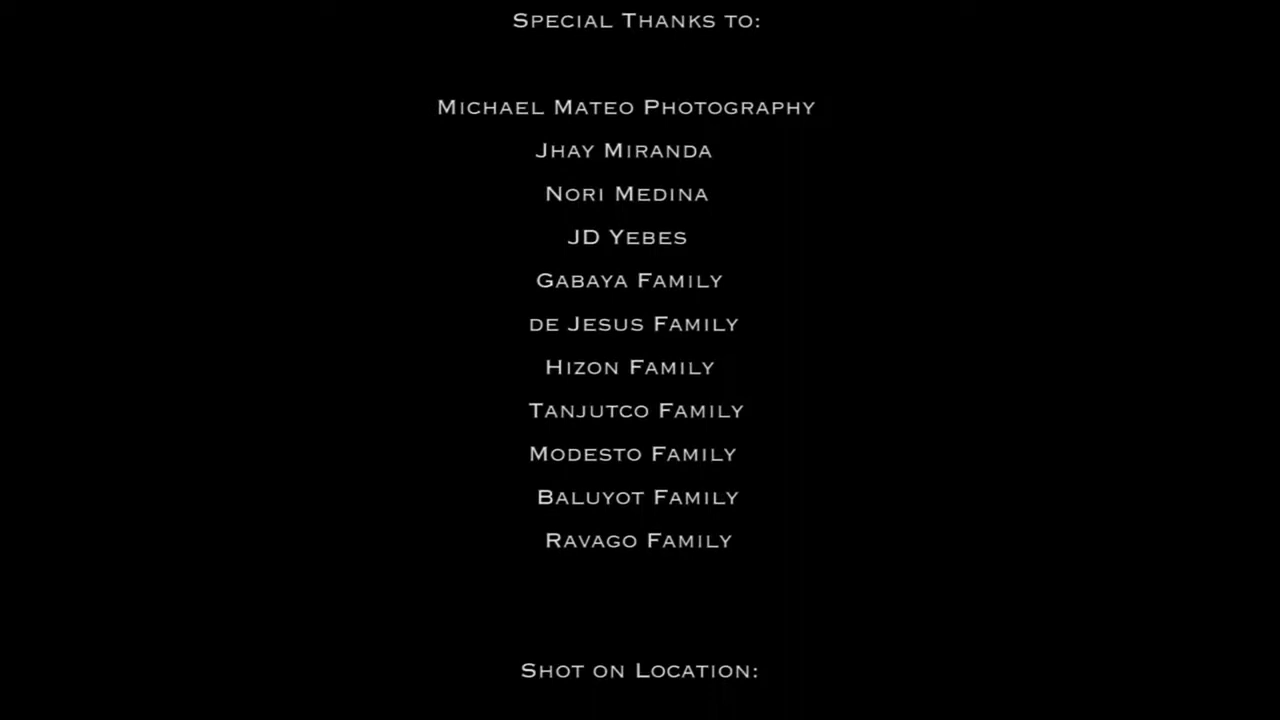 Special Thanks to:
Michael Mateo Photography
Jhay Miranda
Nori Medina
JD Yebes
Gabaya Family
de Jesus Family
Hizon Family
Tanjutco Family
Modesto Family
Baluyot Family
Ravago Family
Shot on Location: